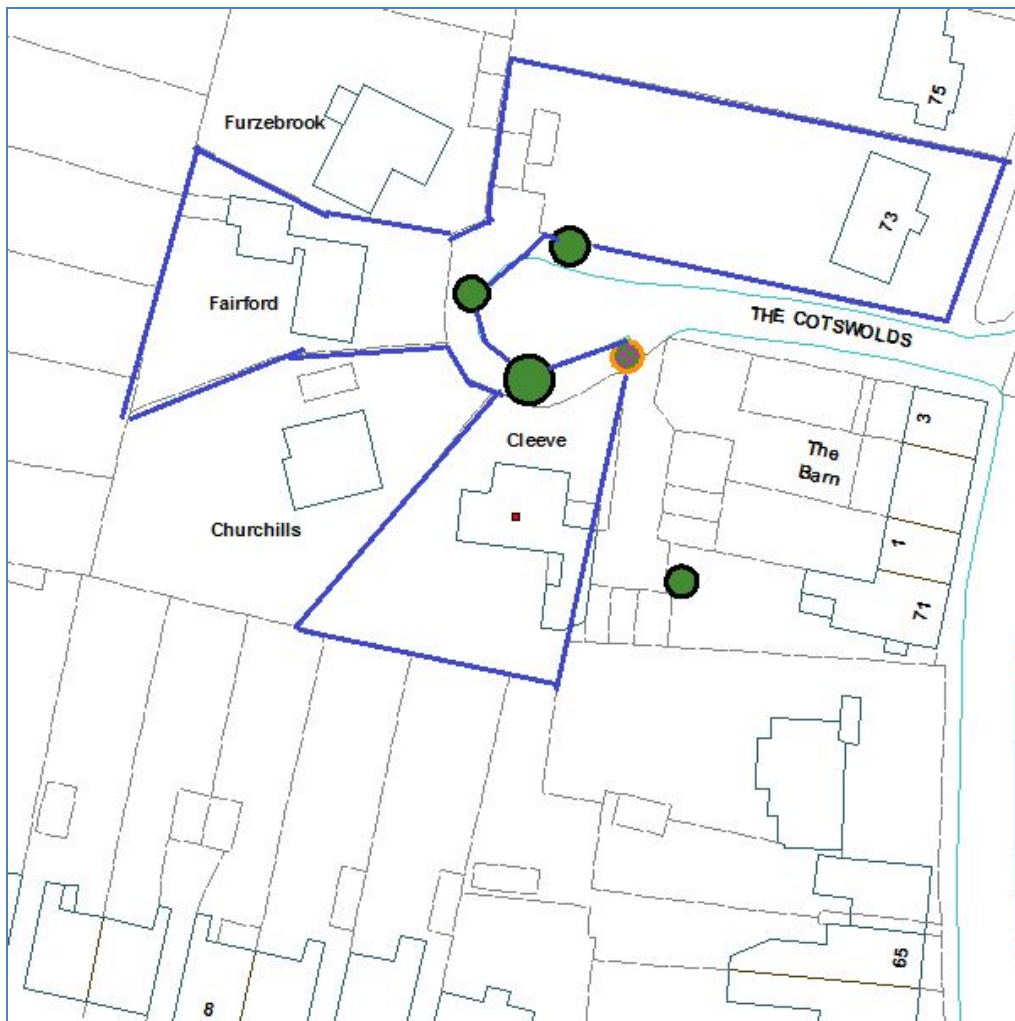 75
Furzebrook
73
Fairford
THE COTSWOLDS
3
Cleeve
The
Barn
Churchills
1
71
65
8